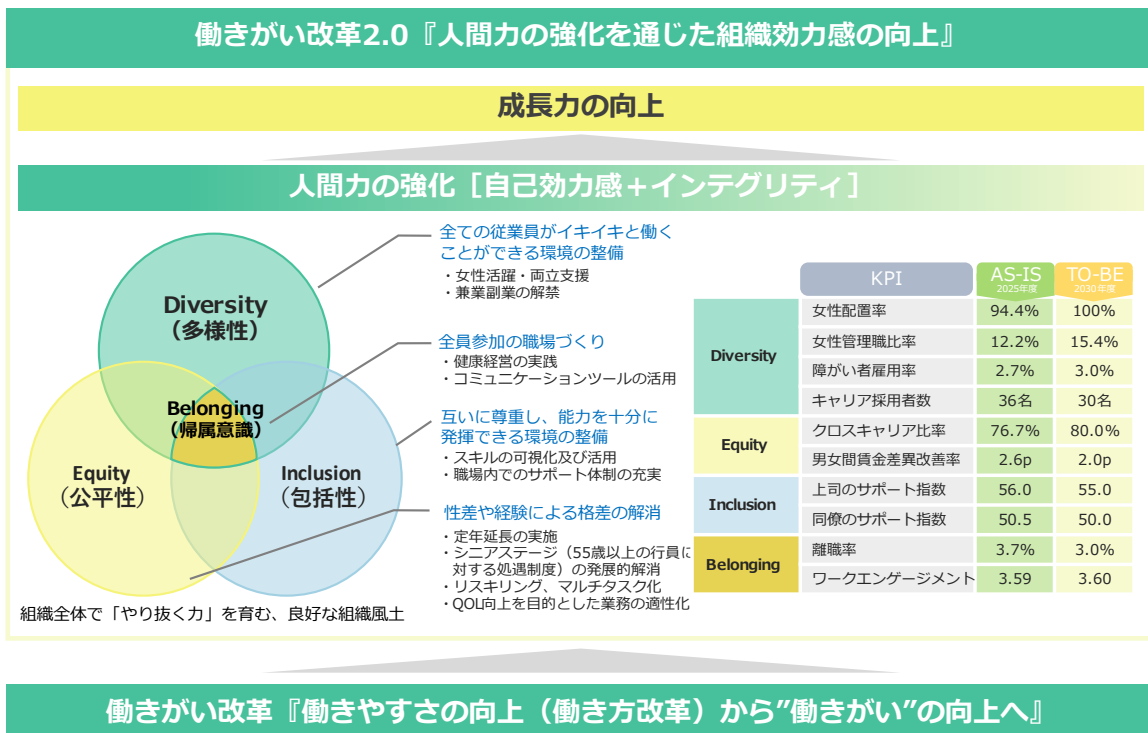 働きがい改革2.0『人間力の強化を通じた組織効力感の向上』
成長力の向上
人間力の強化［自己効力感＋インテグリティ］
Diversity
（多様性）
Belonging
（帰属意識）
Equity
（公平性）
Inclusion
（包括性）
組織全体で「やり抜く力」を育む、良好な組織風土
全ての従業員がイキイキと働く
ことができる環境の整備
・女性活躍・両立支援
・兼業副業の解禁
全員参加の職場づくり
・健康経営の実践
・コミュニケーションツールの活用
互いに尊重し、能力を十分に
発揮できる環境の整備
・スキルの可視化及び活用
・職場内でのサポート体制の充実
性差や経験による格差の解消
・定年延長の実施
・シニアステージ（55歳以上の行員に
対する処遇制度）の発展的解消
・リスキリング、マルチタスク化
・QOL向上を目的とした業務の適性化
KPI AS-IS TO-BE
2025年度 2030年度
Diversity
女性配置率 94.4% 100%
女性管理職比率 12.2% 15.4%
障がい者雇用率 2.7% 3.0%
キャリア採用者数 36名 30名
Equity
クロスキャリア比率 76.7% 80.0%
男女間賃金差異改善率 2.6p 2.0p
Inclusion
上司のサポート指数 56.0 55.0
同僚のサポート指数 50.5 50.0
Belonging
離職率 3.7% 3.0%
ワークエンゲージメント 3.59 3.60
働きがい改革『働きやすさの向上（働き方改革）から”働きがい”の向上へ』